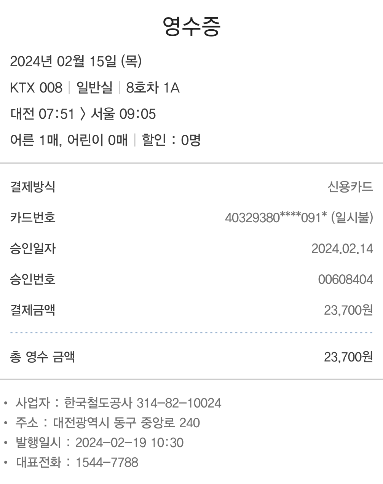 영수증
2024년 02월 15일 (목)
KTX 008 | 일반실 | 8호차 1A
대전 07:51 > 서울 09:05
어른 1매, 어린이 0매 | 할인 : 0명
결제방식 신용카드
카드번호 40329380****091* (일시불)
승인일자 2024.02.14
승인번호 00608404
결제금액 23,700원
총 영수 금액 23,700원
• 사업자 : 한국철도공사 314-82-10024
• 주소 : 대전광역시 동구 중앙로 240
• 발행일시 : 2024-02-19 10:30
• 대표전화 : 1544-7788